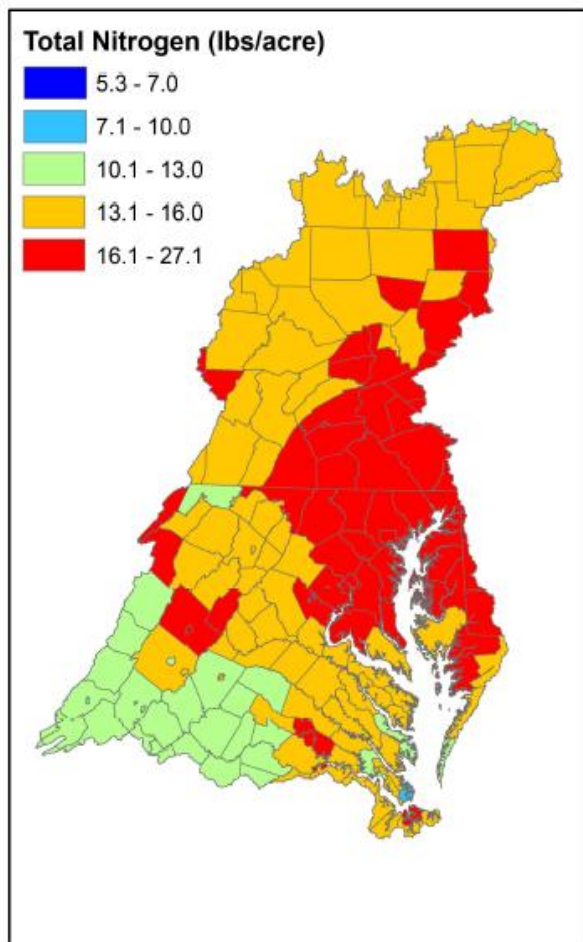 Total Nitrogen (lbs/acre)
5.3 - 7.0
7.1 - 10.0
10.1 - 13.0
13.1 - 16.0
16.1 - 27.1